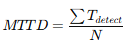 MTTD = ∑ T_detect / N